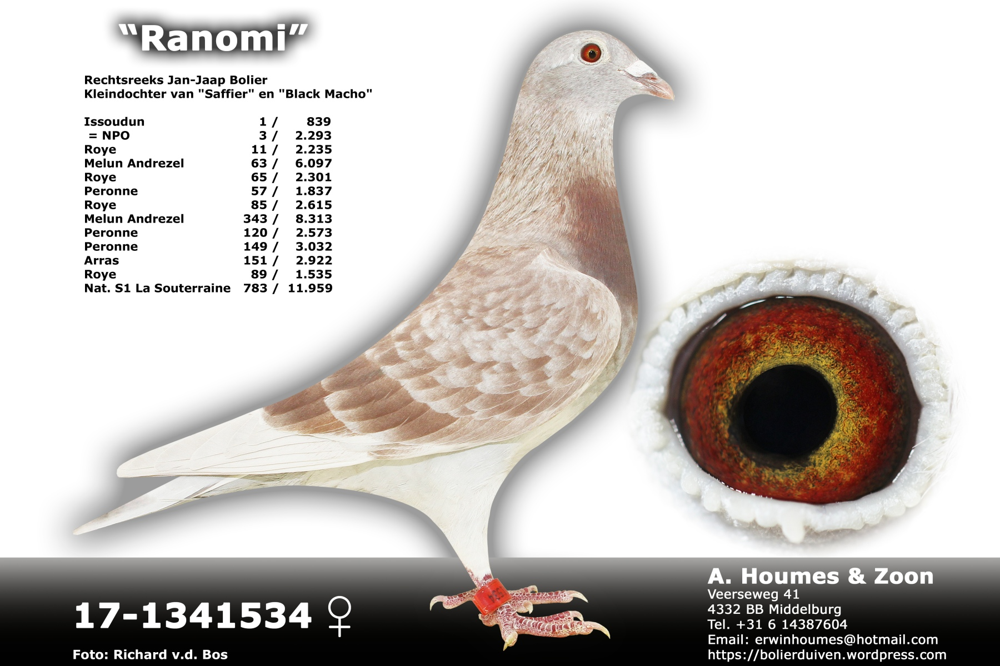 “Ranomi”
Rechtsreeks Jan-Jaap Bolier
Kleindochter van "Saffier" en "Black Macho"
Issoudun 1 / 839
= NPO 3 / 2.293
Roye 11 / 2.235
Melun Andrezel 63 / 6.097
Roye 65 / 2.301
Peronne 57 / 1.837
Roye 85 / 2.615
Melun Andrezel 343 / 8.313
Peronne 120 / 2.573
Peronne 149 / 3.032
Arras 151 / 2.922
Roye 89 / 1.535
Nat. S1 La Souterraine 783 / 11.959
17-1341534 ♀
Foto: Richard v.d. Bos
A. Houmes & Zoon
Veerseweg 41
4332 BB Middelburg
Tel. +31 6 14387604
Email: erwinhoumes@hotmail.com
https://bolierduiven.wordpress.com